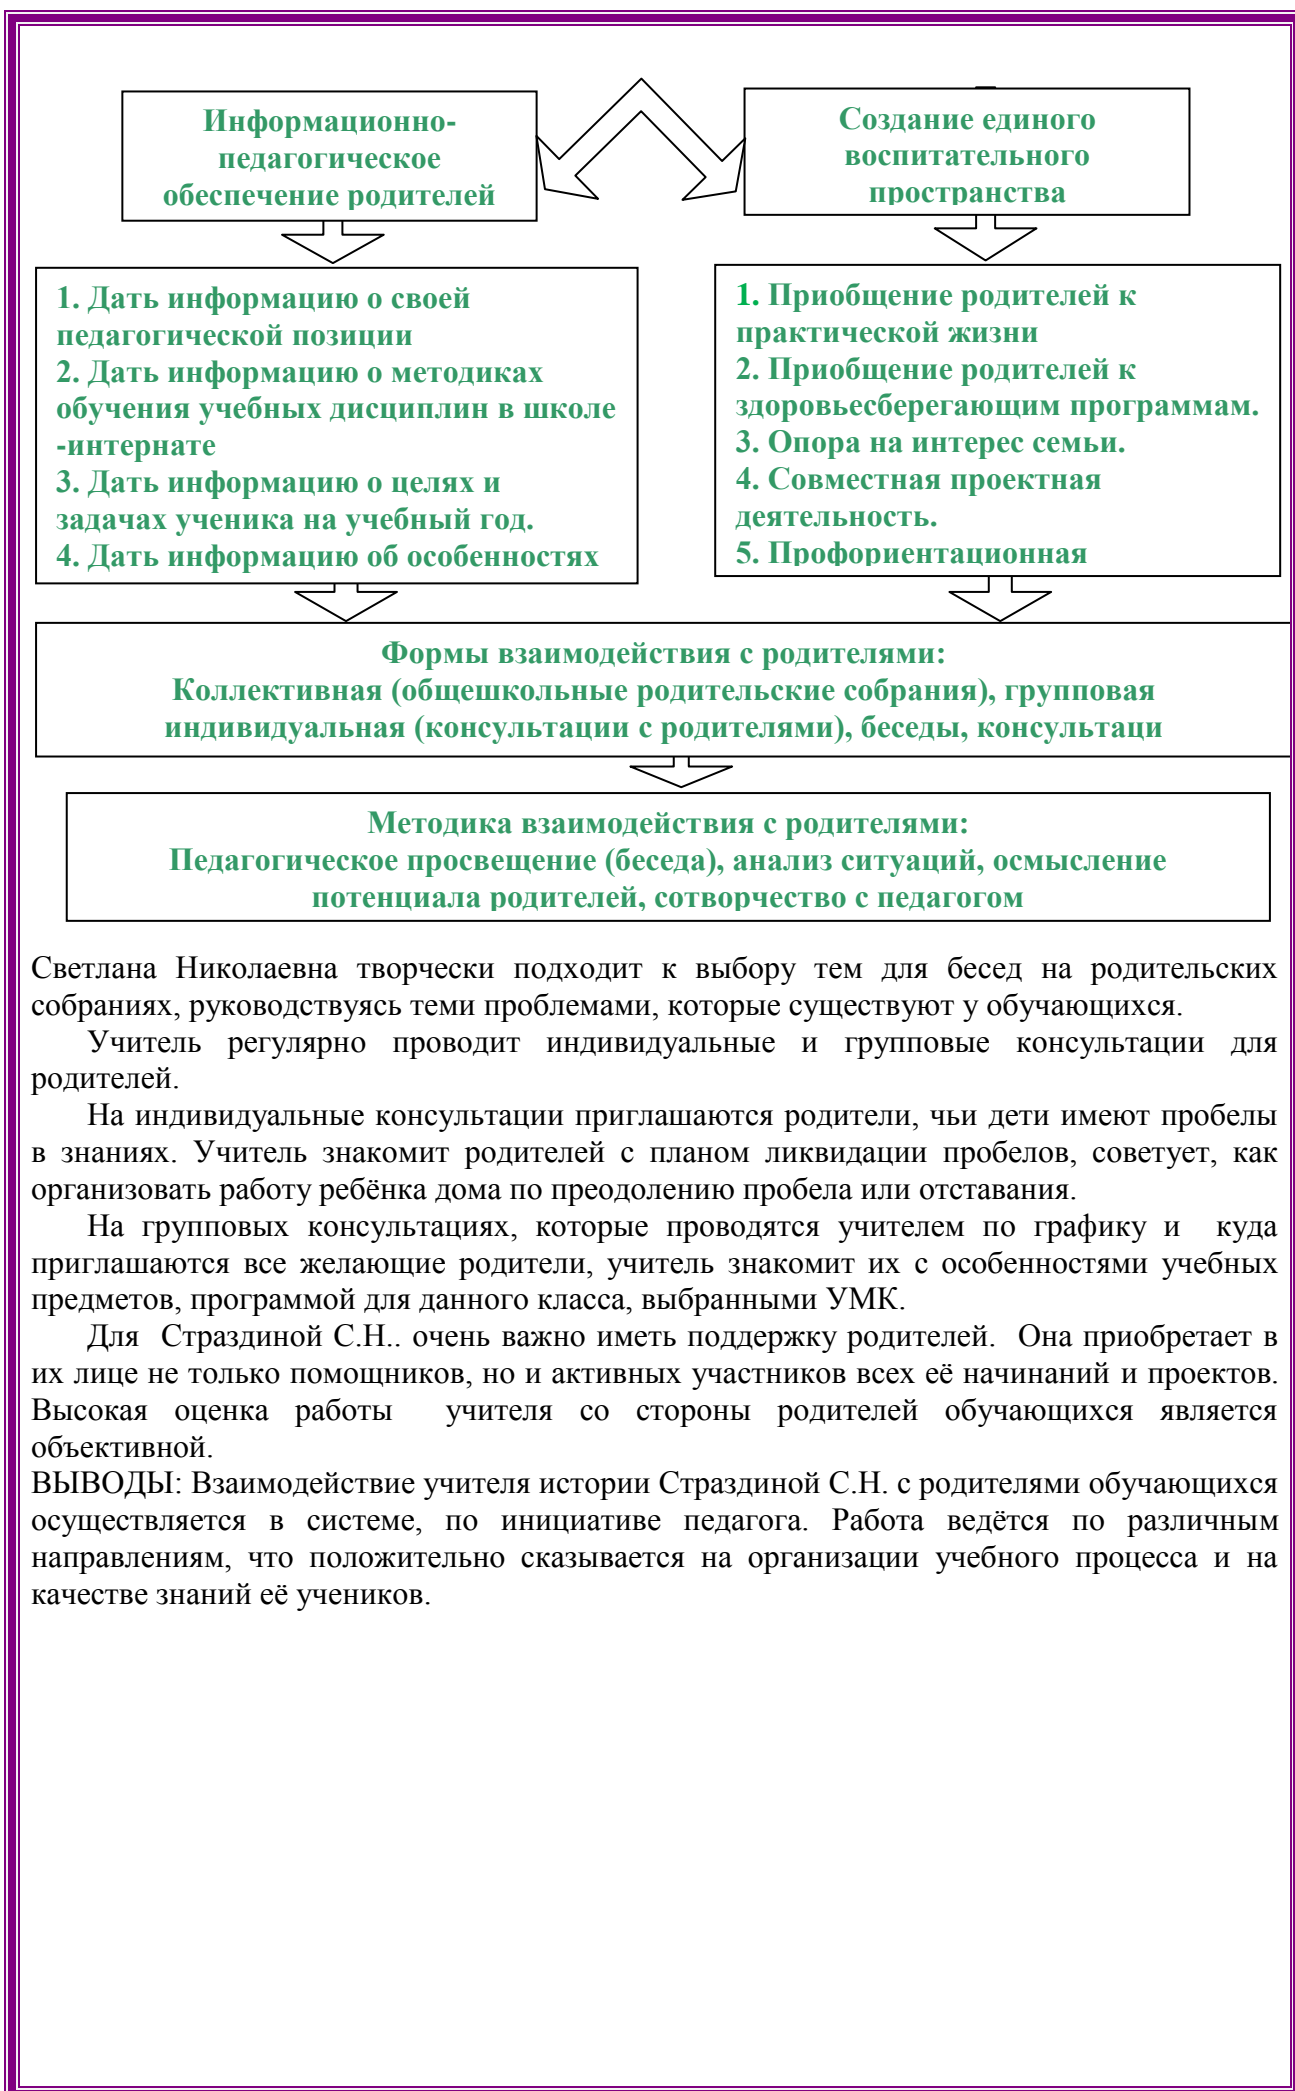 Информационно-
педагогическое
обеспечение родителей
Создание единого
воспитательного
пространства
1. Дать информацию о своей
педагогической позиции
2. Дать информацию о методиках
обучения учебных дисциплин в школе
-интернате
3. Дать информацию о целях и
задачах ученика на учебный год.
4. Дать информацию об особенностях
1. Приобщение родителей к
практической жизни
2. Приобщение родителей к
здоровьесберегающим программам.
3. Опора на интерес семьи.
4. Совместная проектная
деятельность.
5. Профориентационная
Формы взаимодействия с родителями:
Коллективная (общешкольные родительские собрания), групповая
индивидуальная (консультации с родителями), беседы, консультаци
Методика взаимодействия с родителями:
Педагогическое просвещение (беседа), анализ ситуаций, осмысление
потенциала родителей, сотворчество с педагогом
Светлана Николаевна творчески подходит к выбору тем для бесед на родительских
собраниях, руководствуясь теми проблемами, которые существуют у обучающихся.
Учитель регулярно проводит индивидуальные и групповые консультации для
родителей.
На индивидуальные консультации приглашаются родители, чьи дети имеют пробелы
в знаниях. Учитель знакомит родителей с планом ликвидации пробелов, советует, как
организовать работу ребёнка дома по преодолению пробела или отставания.
На групповых консультациях, которые проводятся учителем по графику и куда
приглашаются все желающие родители, учитель знакомит их с особенностями учебных
предметов, программой для данного класса, выбранными УМК.
Для Страздиной С.Н.. очень важно иметь поддержку родителей. Она приобретает в
их лице не только помощников, но и активных участников всех её начинаний и проектов.
Высокая оценка работы учителя со стороны родителей обучающихся является
объективной.
ВЫВОДЫ: Взаимодействие учителя истории Страздиной С.Н. с родителями обучающихся
осуществляется в системе, по инициативе педагога. Работа ведётся по различным
направлениям, что положительно сказывается на организации учебного процесса и на
качестве знаний её учеников.